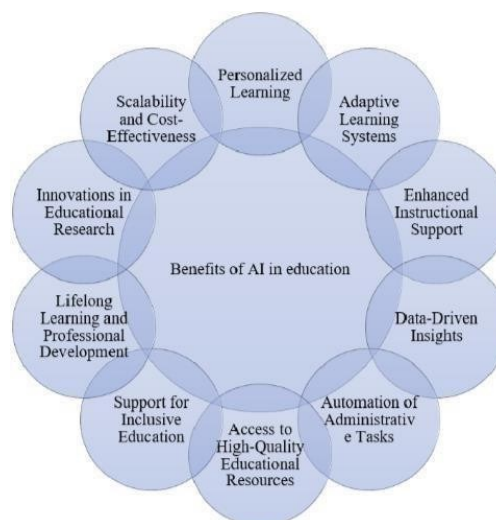 Personalized
Learning
Adaptive
Learning
Systems
Enhanced
Instructional
Support
Data-Driven
Insights
Automation of
Administrativ
e Tasks
Access to
High-Quality
Educational
Resources
Support for
Inclusive
Education
Lifelong
Learning and
Professional
Development
Innovations in
Educational
Research
Scalability
and Cost-
Effectiveness
Benefits of AI in education